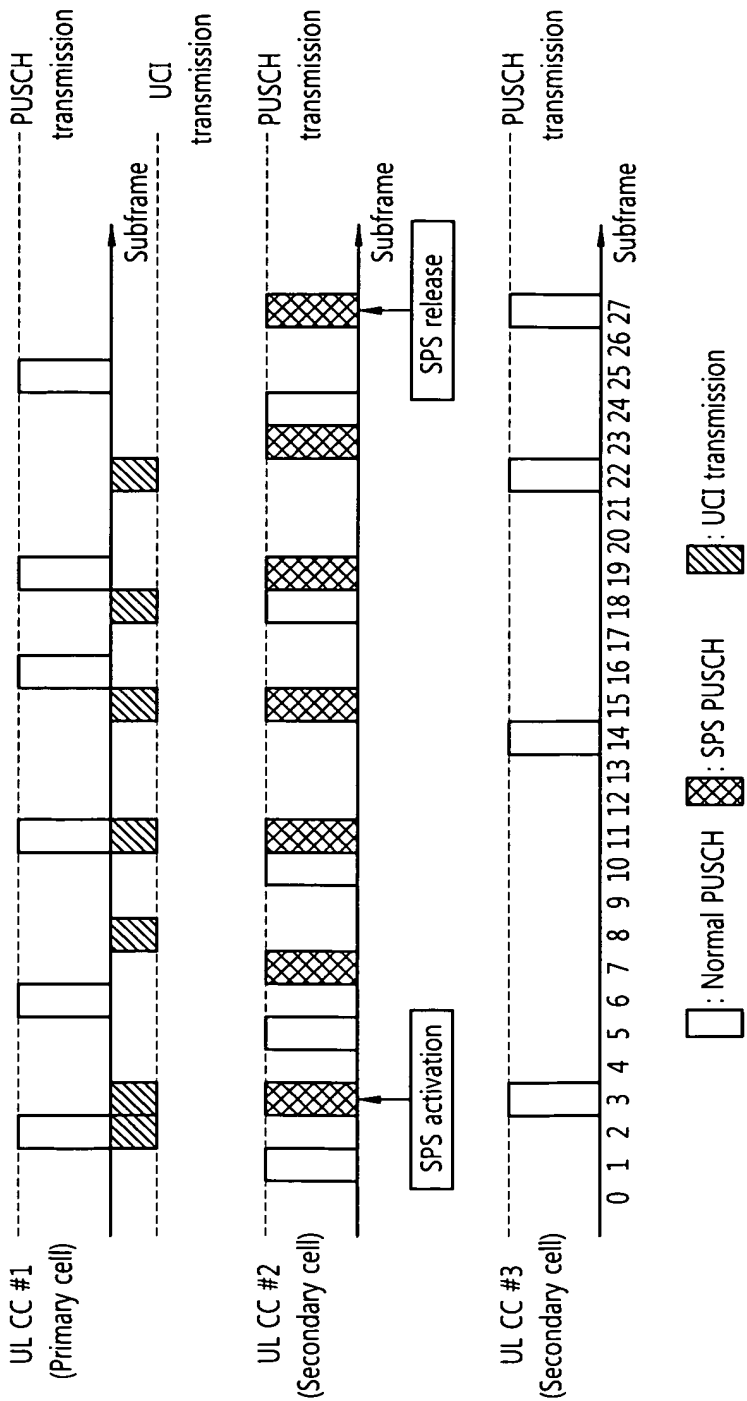 UL CC #1
(Primary cell)
PUSCH
transmission
Subframe
UCI
transmission
UL CC #2
(Secondary cell)
PUSCH
transmission
Subframe
SPS activation
SPS release
UL CC #3
(Secondary cell)
PUSCH
transmission
Subframe
0 1 2 3 4 5 6 7 8 9 10 11 12 13 14 15 16 17 18 19 20 21 22 23 24 25 26 27
: Normal PUSCH
: SPS PUSCH
: UCI transmission